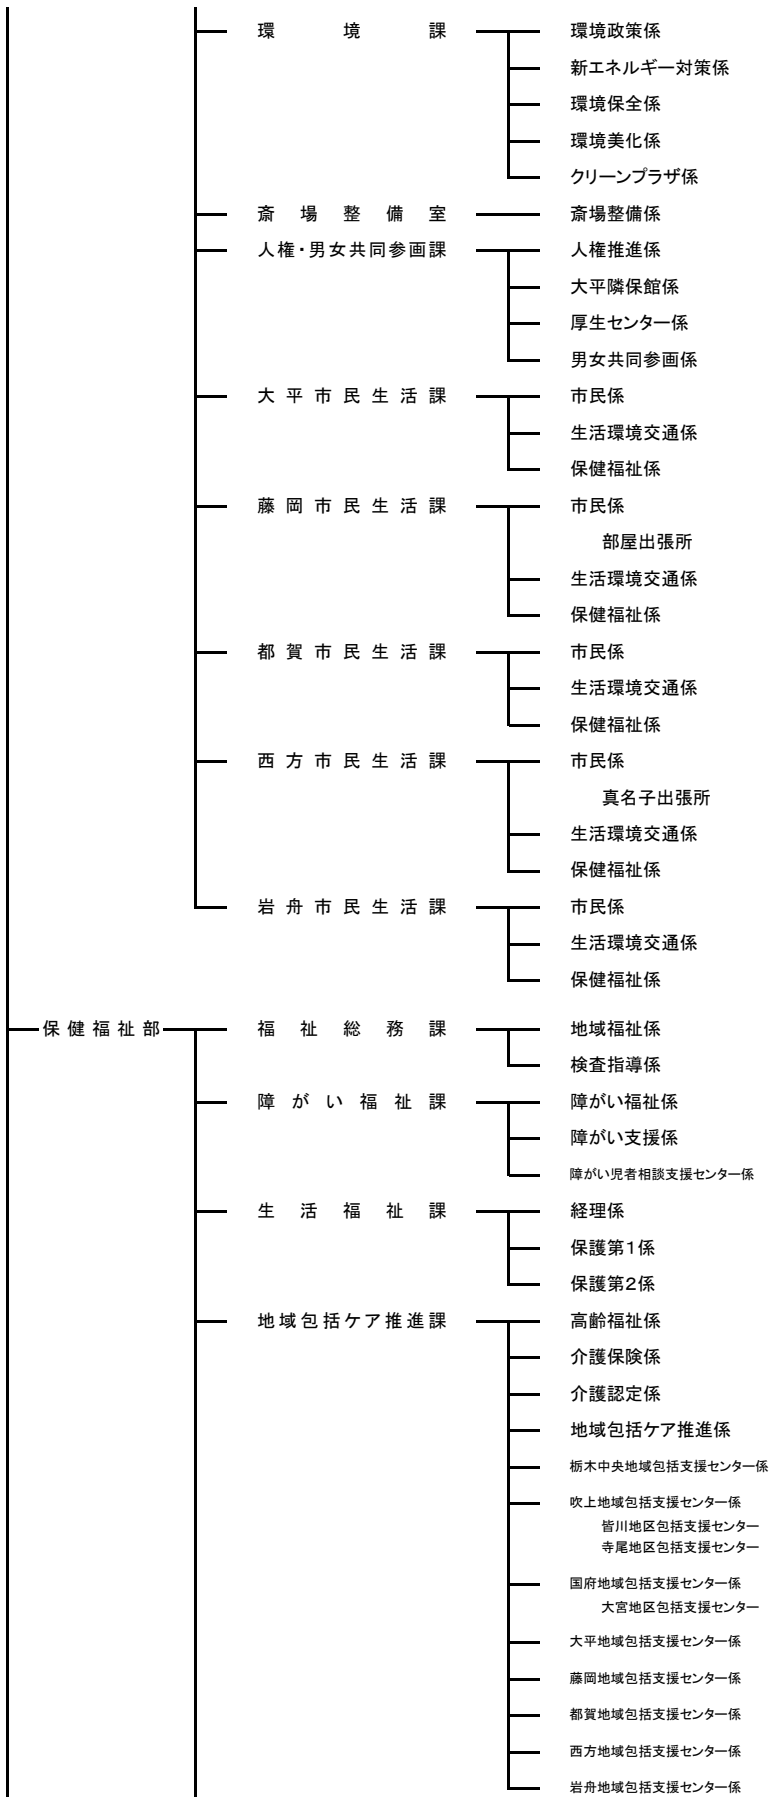 環境課
環境政策係
新エネルギー対策係
環境保全係
環境美化係
クリーンプラザ係
斎場整備室
斎場整備係
人権・男女共同参画課
人権推進係
大平隣保館係
厚生センター係
男女共同参画係
大平市民生活課
市民係
生活環境交通係
保健福祉係
藤岡市民生活課
市民係
部屋出張所
生活環境交通係
保健福祉係
都賀市民生活課
市民係
生活環境交通係
保健福祉係
西方市民生活課
市民係
真名子出張所
生活環境交通係
保健福祉係
岩舟市民生活課
市民係
生活環境交通係
保健福祉係
保健福祉部
福祉総務課
地域福祉係
検査指導係
障がい福祉課
障がい福祉係
障がい支援係
障がい児者相談支援センター係
生活福祉課
経理係
保護第1係
保護第2係
地域包括ケア推進課
高齢福祉係
介護保険係
介護認定係
地域包括ケア推進係
栃木中央地域包括支援センター係
吹上地域包括支援センター係
皆川地区包括支援センター
寺尾地区包括支援センター
国府地域包括支援センター係
大宮地区包括支援センター
大平地域包括支援センター係
藤岡地域包括支援センター係
都賀地域包括支援センター係
西方地域包括支援センター係
岩舟地域包括支援センター係